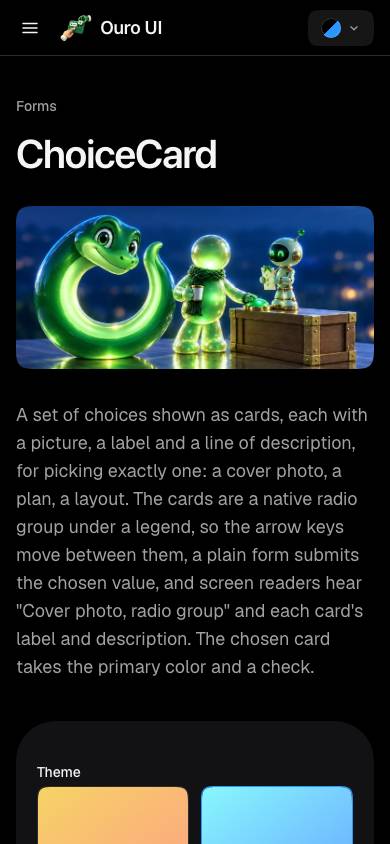 Ouro UI
Forms
ChoiceCard
A set of choices shown as cards, each with
a picture, a label and a line of description,
for picking exactly one: a cover photo, a
plan, a layout. The cards are a native radio
group under a legend, so the arrow keys
move between them, a plain form submits
the chosen value, and screen readers hear
"Cover photo, radio group" and each card's
label and description. The chosen card
takes the primary color and a check.
Theme